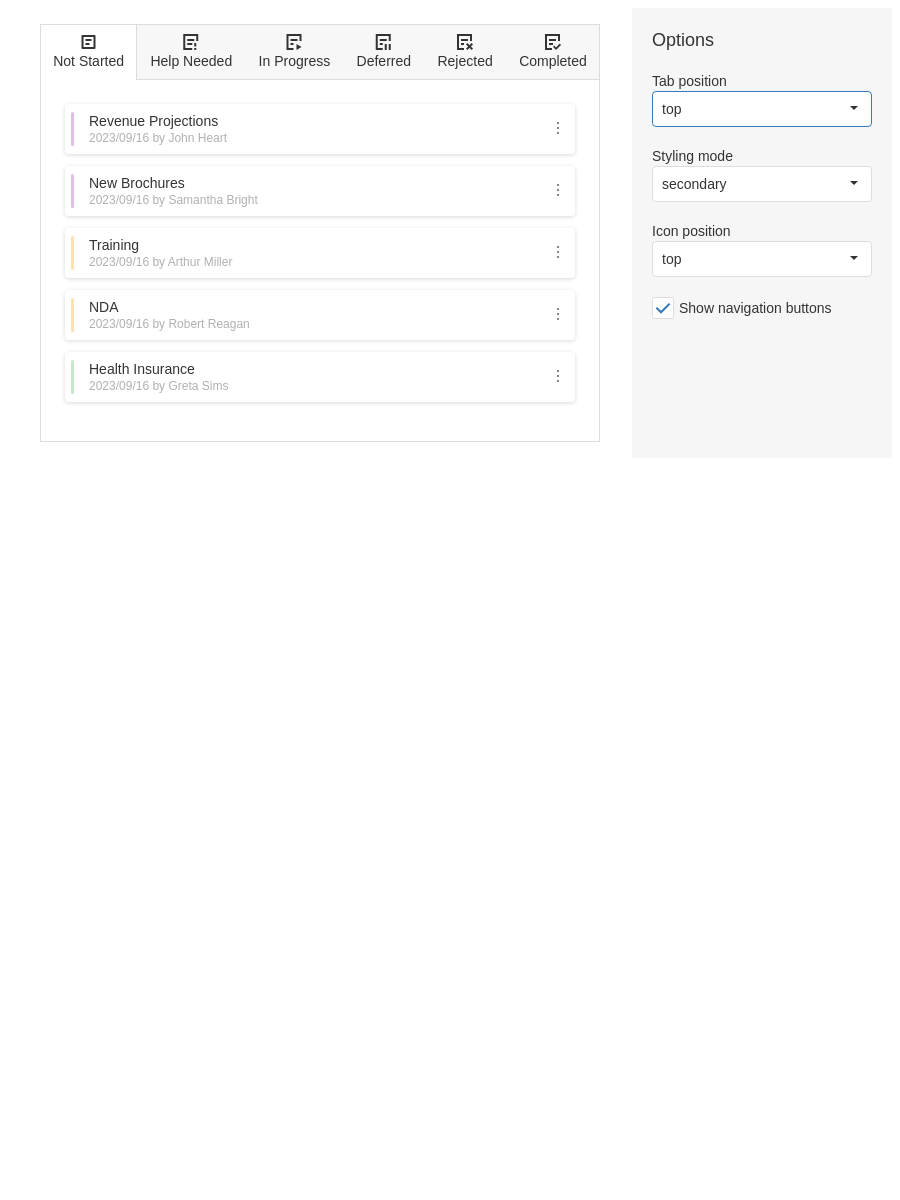 Not Started
Help Needed
In Progress
Deferred
Rejected
Completed
Revenue Projections
2023/09/16 by John Heart
New Brochures
2023/09/16 by Samantha Bright
Training
2023/09/16 by Arthur Miller
NDA
2023/09/16 by Robert Reagan
Health Insurance
2023/09/16 by Greta Sims
Options
Tab position
top
Styling mode
secondary
Icon position
top
Show navigation buttons